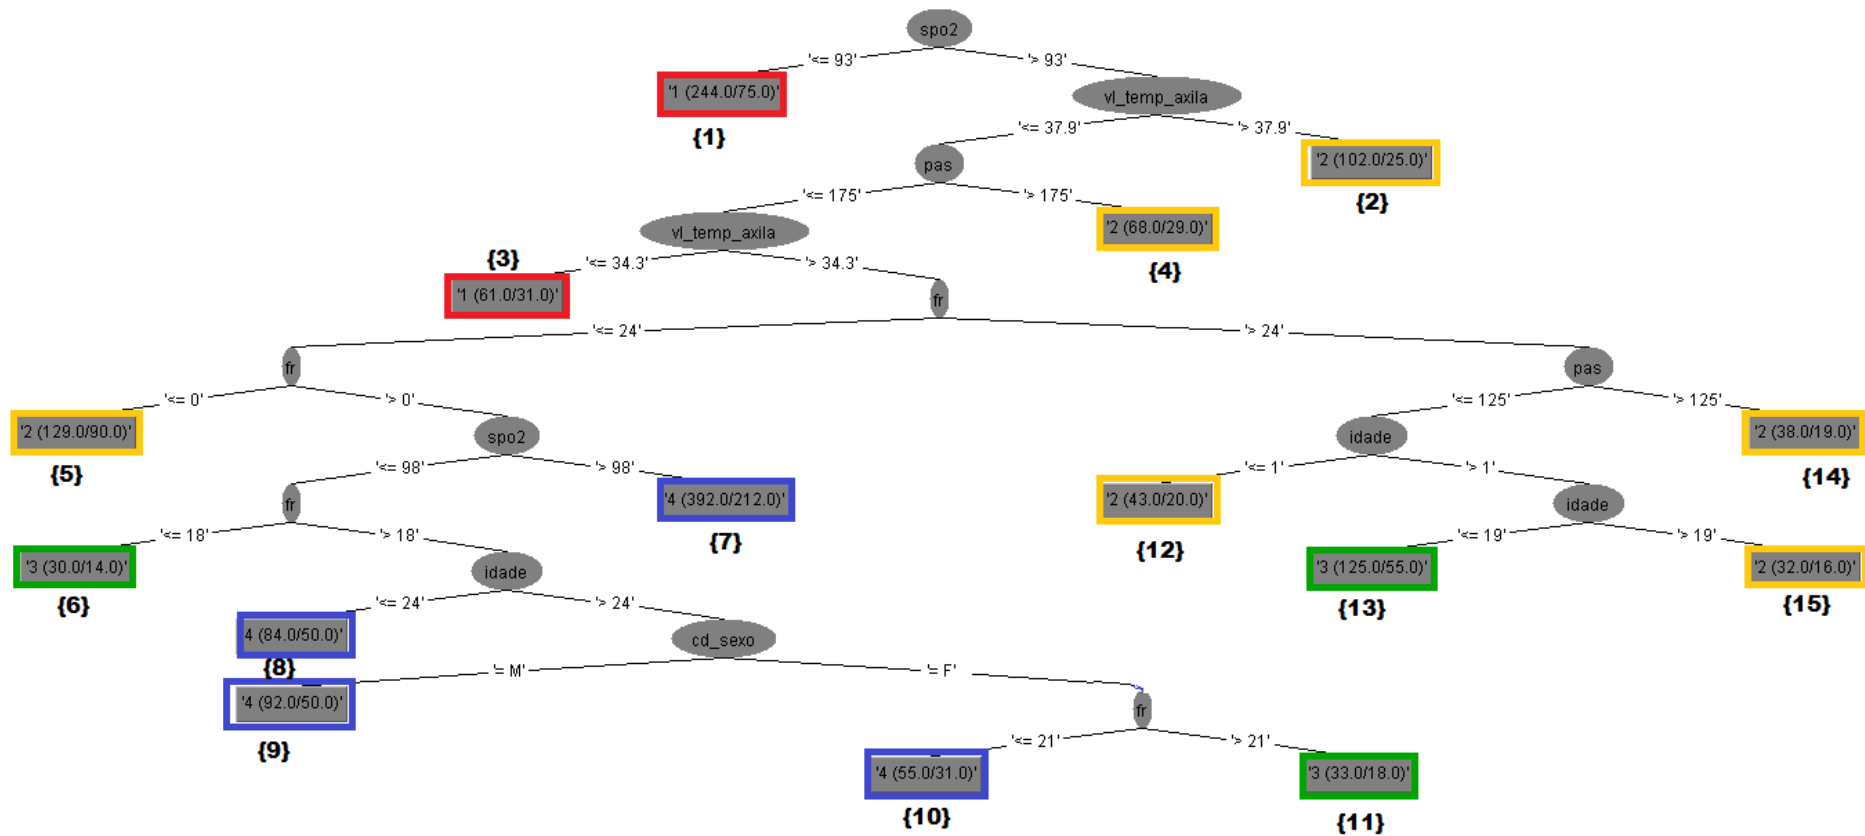 spo2
'<= 93' '> 93'
'1 (244.0/75.0)' vl_temp_axila
{1} '<= 37.9' '> 37.9'
pas '2 (102.0/25.0)'
'<= 175' '> 175' {2}
vl_temp_axila '2 (68.0/29.0)'
{3} '<= 34.3' '> 34.3' {4}
'1 (61.0/31.0)' fr
'<= 24' '> 24'
fr pas
'<= 0' '> 0' '<= 125' '> 125'
'2 (129.0/90.0)' spo2 idade '2 (38.0/19.0)'
{5} '<= 98' '> 98' '<= 1' '> 1' {14}
fr '4 (392.0/212.0)' '2 (43.0/20.0)' idade
'<= 18' '> 18' {7} {12} '<= 19' '> 19'
'3 (30.0/14.0)' idade '3 (125.0/55.0)' '2 (32.0/16.0)'
{6} '<= 24' '> 24' {13} {15}
4 (84.0/50.0)' cd_sexo
{8} '= M' '= F'
'4 (92.0/50.0)' fr
{9} '<= 21' '> 21'
'4 (55.0/31.0)' '3 (33.0/18.0)'
{10} {11}